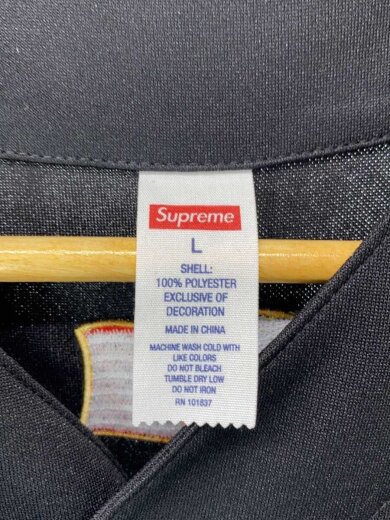 Supreme
L
SHELL:
100% POLYESTER
EXCLUSIVE OF
DECORATION
MADE IN CHINA
MACHINE WASH COLD WITH
LIKE COLORS
DO NOT BLEACH
TUMBLE DRY LOW
DO NOT IRON
RN 101837